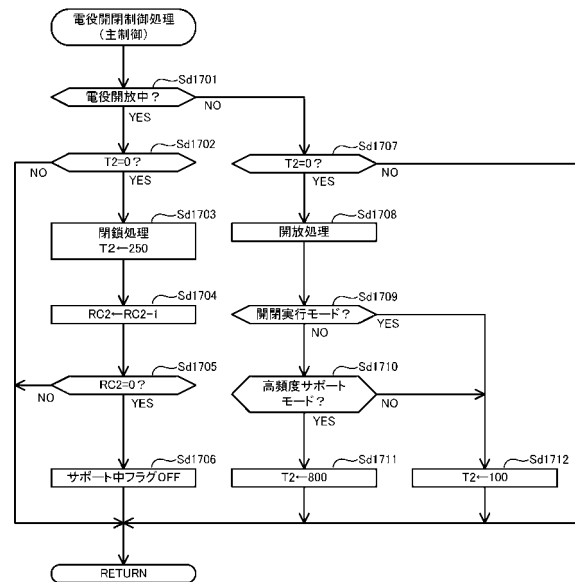 電役開閉制御処理
(主制御)
Sd1701
電役開放中?
NO
YES
Sd1702
T2=0?
NO
YES
Sd1707
T2=0?
NO
YES
Sd1703
閉鎖処理
T2←250
Sd1708
開放処理
Sd1704
RC2←RC2-1
Sd1709
開閉実行モード?
YES
NO
Sd1705
RC2=0?
NO
YES
Sd1710
高頻度サポート
モード?
NO
YES
Sd1706
サポート中フラグOFF
Sd1711
T2←800
Sd1712
T2←100
RETURN